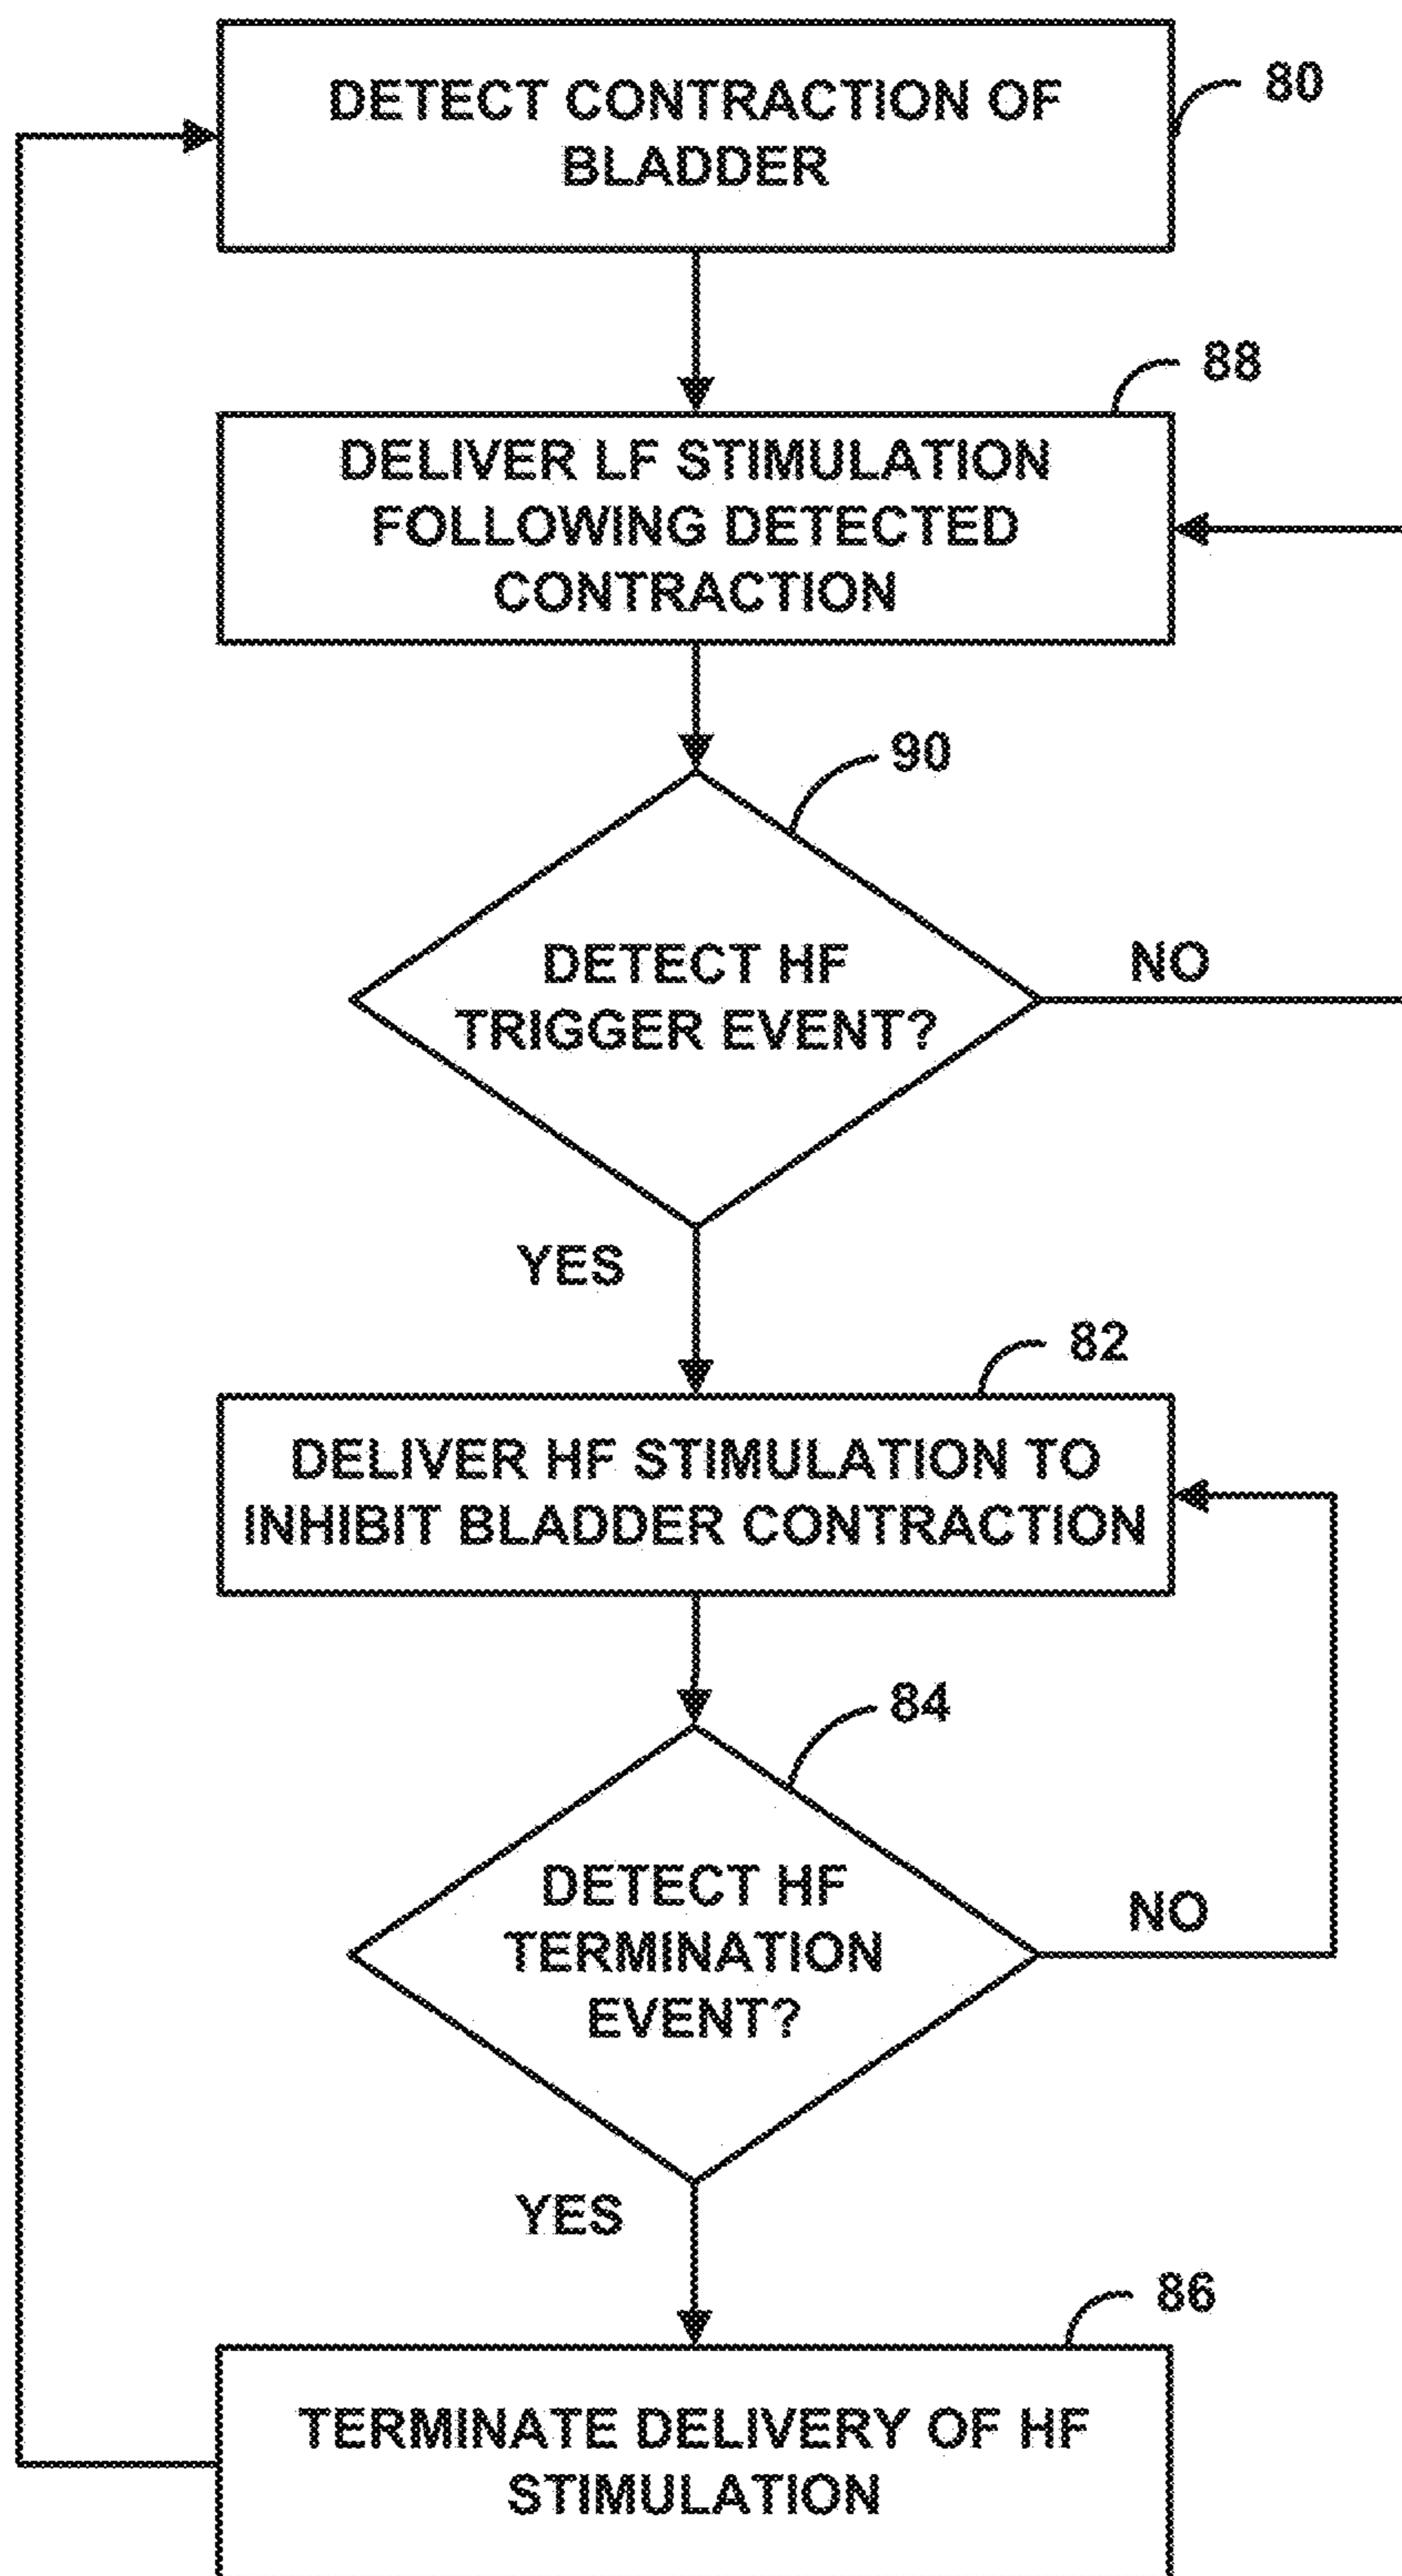 DETECT CONTRACTION OF
BLADDER
80
88
DELIVER LF STIMULATION
FOLLOWING DETECTED
CONTRACTION
90
DETECT HF
TRIGGER EVENT?
NO
YES
82
DELIVER HF STIMULATION TO
INHIBIT BLADDER CONTRACTION
84
DETECT HF
TERMINATION
EVENT?
NO
YES
86
TERMINATE DELIVERY OF HF
STIMULATION